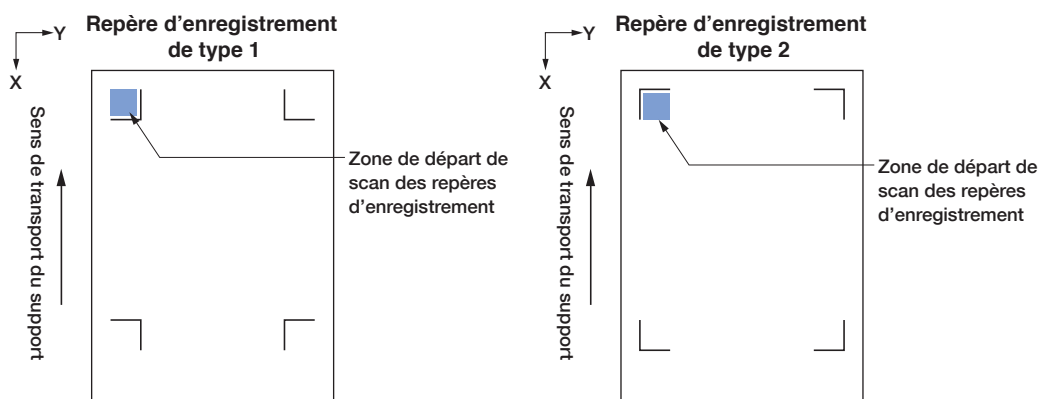 Repère d'enregistrement
de type 1
Y
X
Sens de transport du support
Zone de départ de
scan des repères
d'enregistrement
Repère d'enregistrement
de type 2
Y
X
Sens de transport du support
Zone de départ de
scan des repères
d'enregistrement